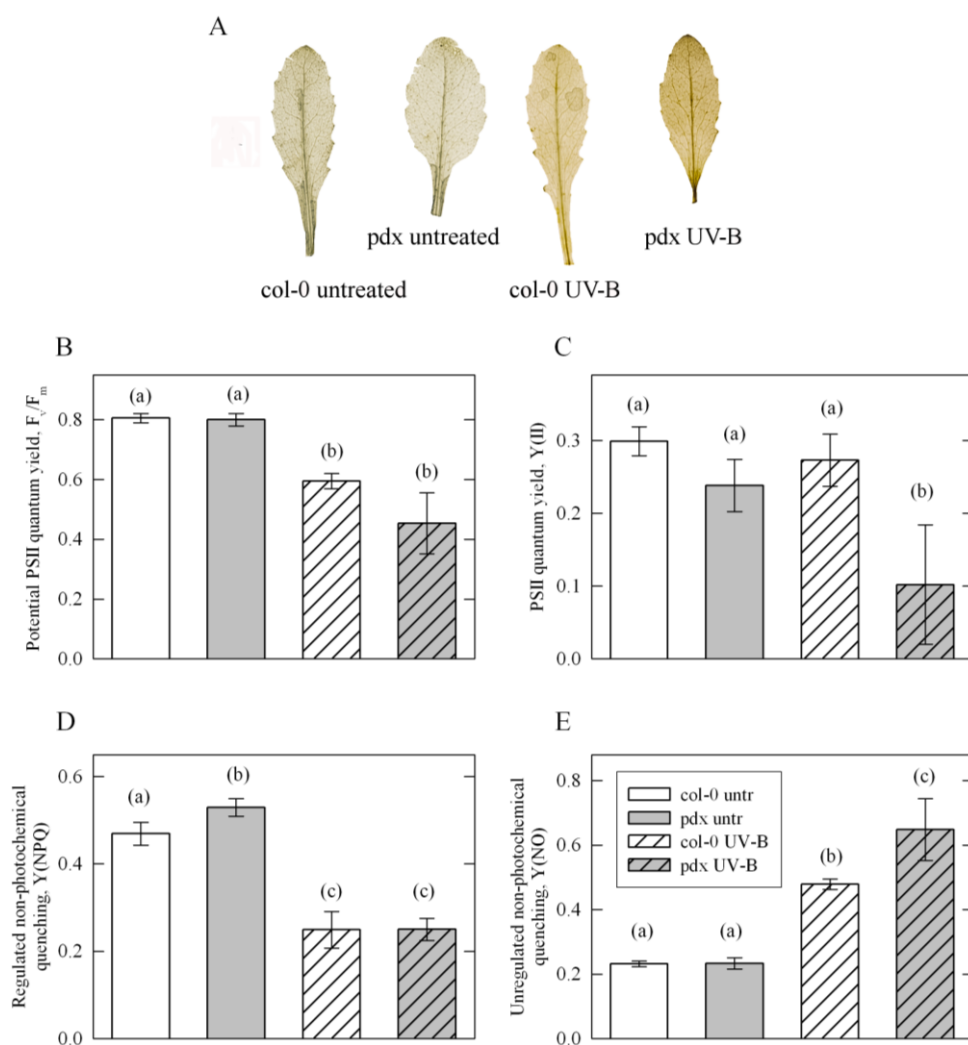 A
pdx untreated
pdx UV-B
col-0 untreated
col-0 UV-B
B
Potential PSII quantum yield, Fv/Fm
0.8
0.6
0.4
0.2
0.0
(a)
(a)
(b)
(b)
C
PSII quantum yield, Y(II)
0.3
0.2
0.1
0.0
(a)
(a)
(a)
(b)
D
Regulated non-photochemical
quenching, Y(NPQ)
0.6
0.4
0.2
0.0
(a)
(b)
(c)
(c)
E
Unregulated non-photochemical
quenching, Y(NO)
0.8
0.6
0.4
0.2
0.0
col-0 untr
pdx untr
col-0 UV-B
pdx UV-B
(a)
(a)
(b)
(c)